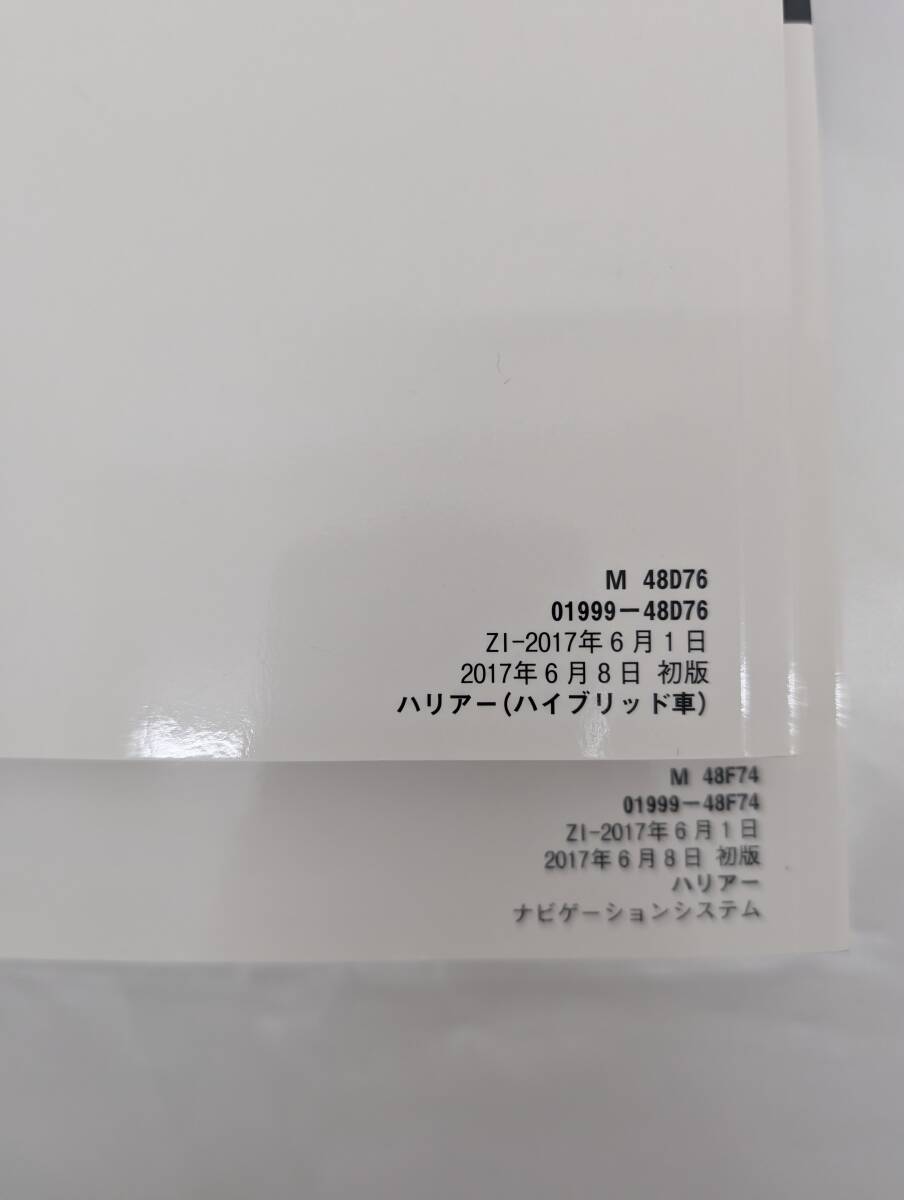 M 48D76
01999-48D76
ZI-2017年6月1日
2017年6月8日 初版
ハリアー(ハイブリッド車)
M 48F74
01999-48F74
ZI-2017年6月1日
2017年6月8日 初版
ハリアー
ナビゲーションシステム